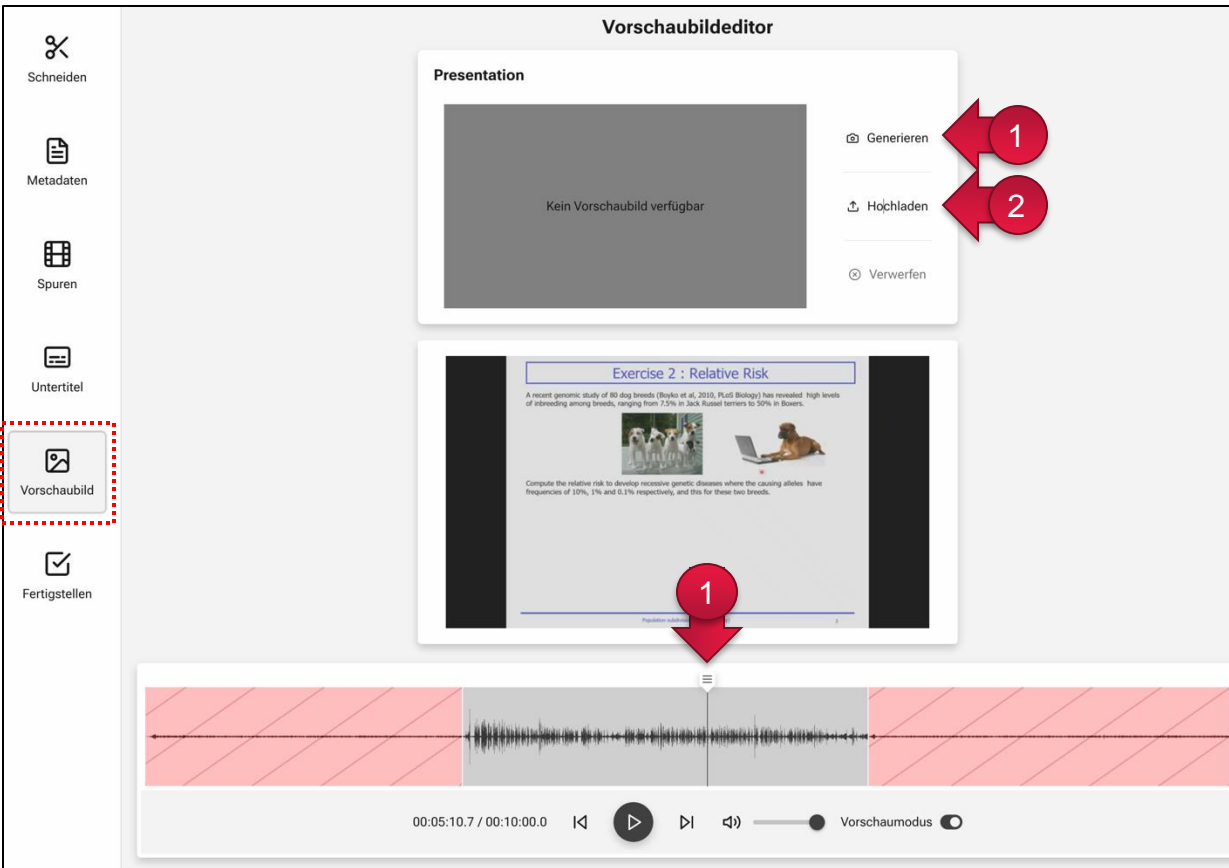 Vorschaubildeditor
Schneiden
Metadaten
Spuren
Untertitel
Vorschaubild
Fertigstellen
Presentation
Kein Vorschaubild verfügbar
Generieren
1
Hochladen
2
Verwerfen
Exercise 2 : Relative Risk
A recent genomic study of 80 dog breeds (Boyko et al, 2010, PLoS Biology) has revealed high levels
of inbreeding among breeds, ranging from 7.5% in Jack Russel terriers to 50% in Boxers.
Compute the relative risk to develop recessive genetic diseases where the causing alleles have
frequencies of 10%, 1% and 0.1% respectively, and this for these two breeds.
1
Population
00:05:10.7 / 00:10:00.0
Vorschaumodus